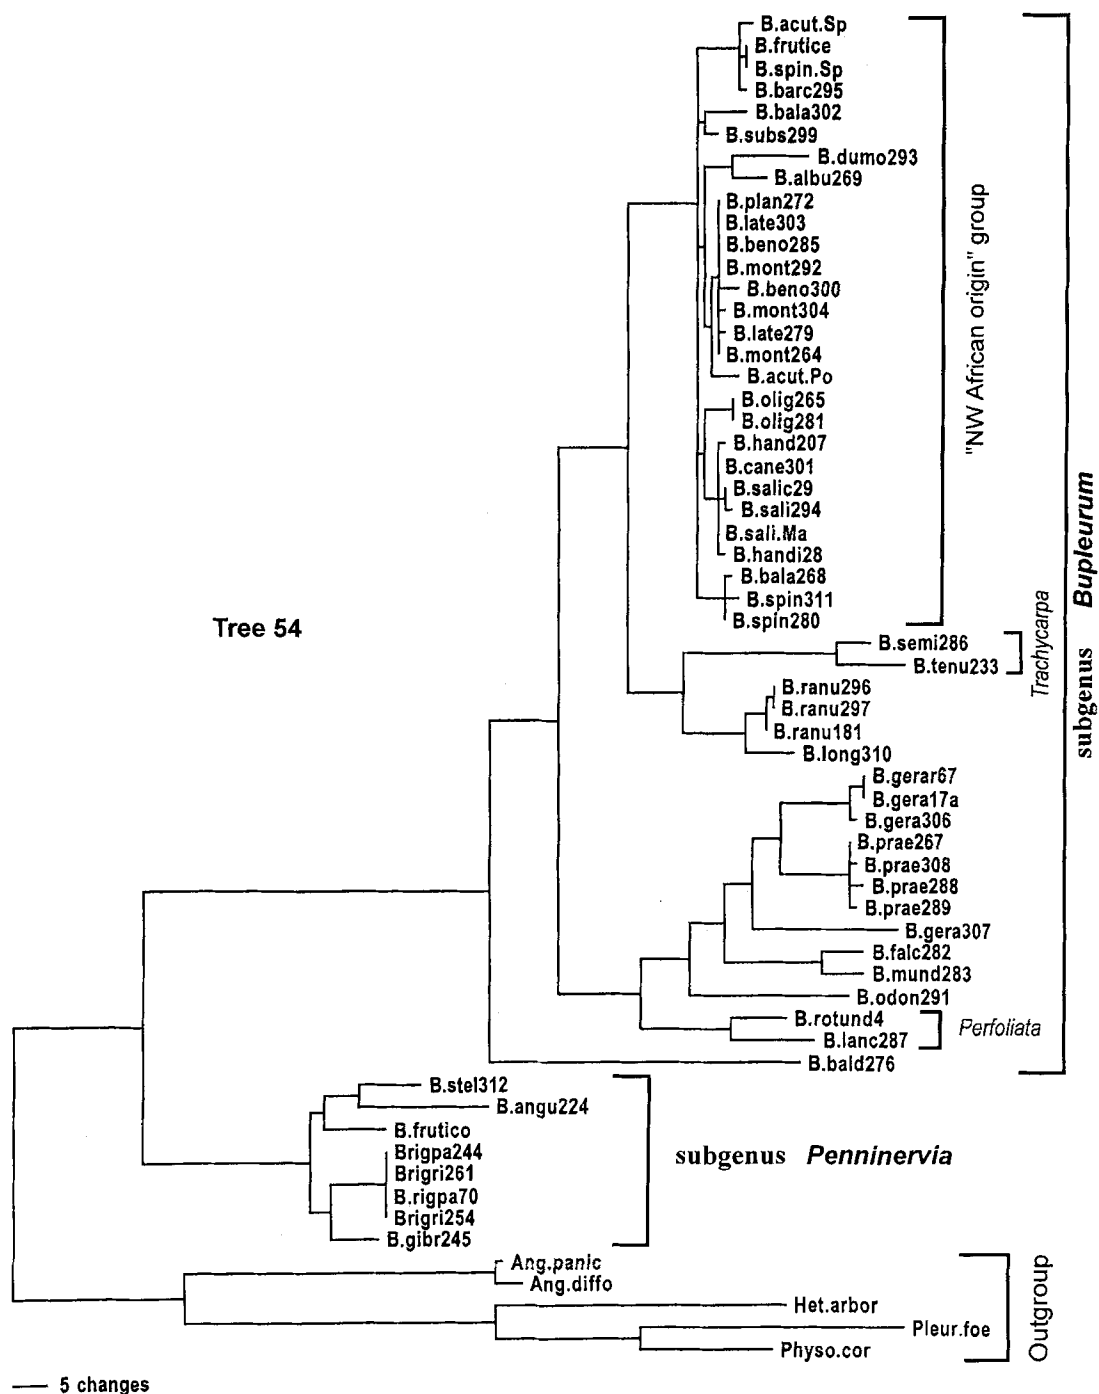 B.acut.Sp
B.frutice
B.spin.Sp
B.barc295
B.bala302
B.subs299
B.dumo293
B.albu269
B.plan272
B.late303
B.beno285
B.mont292
B.beno300
B.mont304
B.late279
B.mont264
B.acut.Po
B.olig265
B.olig281
B.hand207
B.cane301
B.salic29
B.sali294
B.sali.Ma
B.handi28
B.bala268
B.spin311
B.spin280
"NW African origin" group
Tree 54
B.semi286
B.tenu233
Trachycarpa
subgenus Bupleurum
B.ranu296
B.ranu297
B.ranu181
B.long310
B.gerar67
B.gera17a
B.gera306
B.prae267
B.prae308
B.prae288
B.prae289
B.gera307
B.falc282
B.mund283
B.odon291
B.rotund4
B.lanc287
Perfoliata
B.bald276
B.stel312
B.angu224
B.frutico
Brigpa244
Brigri261
B.rigpa70
Brigri254
B.gibr245
subgenus Penninervia
Ang.panic
Ang.diffo
Het.arbor
Pleur.foe
Physo.cor
Outgroup
5 changes